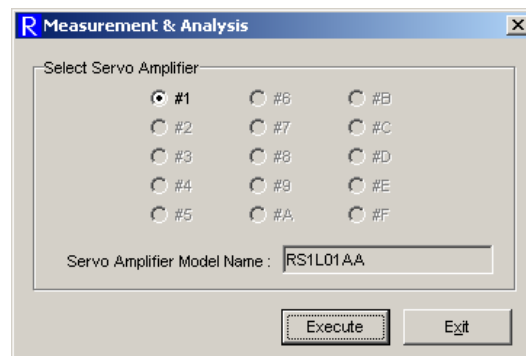 R Measurement & Analysis
Select Servo Amplifier
#1 #6 #B
#2 #7 #C
#3 #8 #D
#4 #9 #E
#5 #A #F
Servo Amplifier Model Name : RS1L01AA
Execute Exit